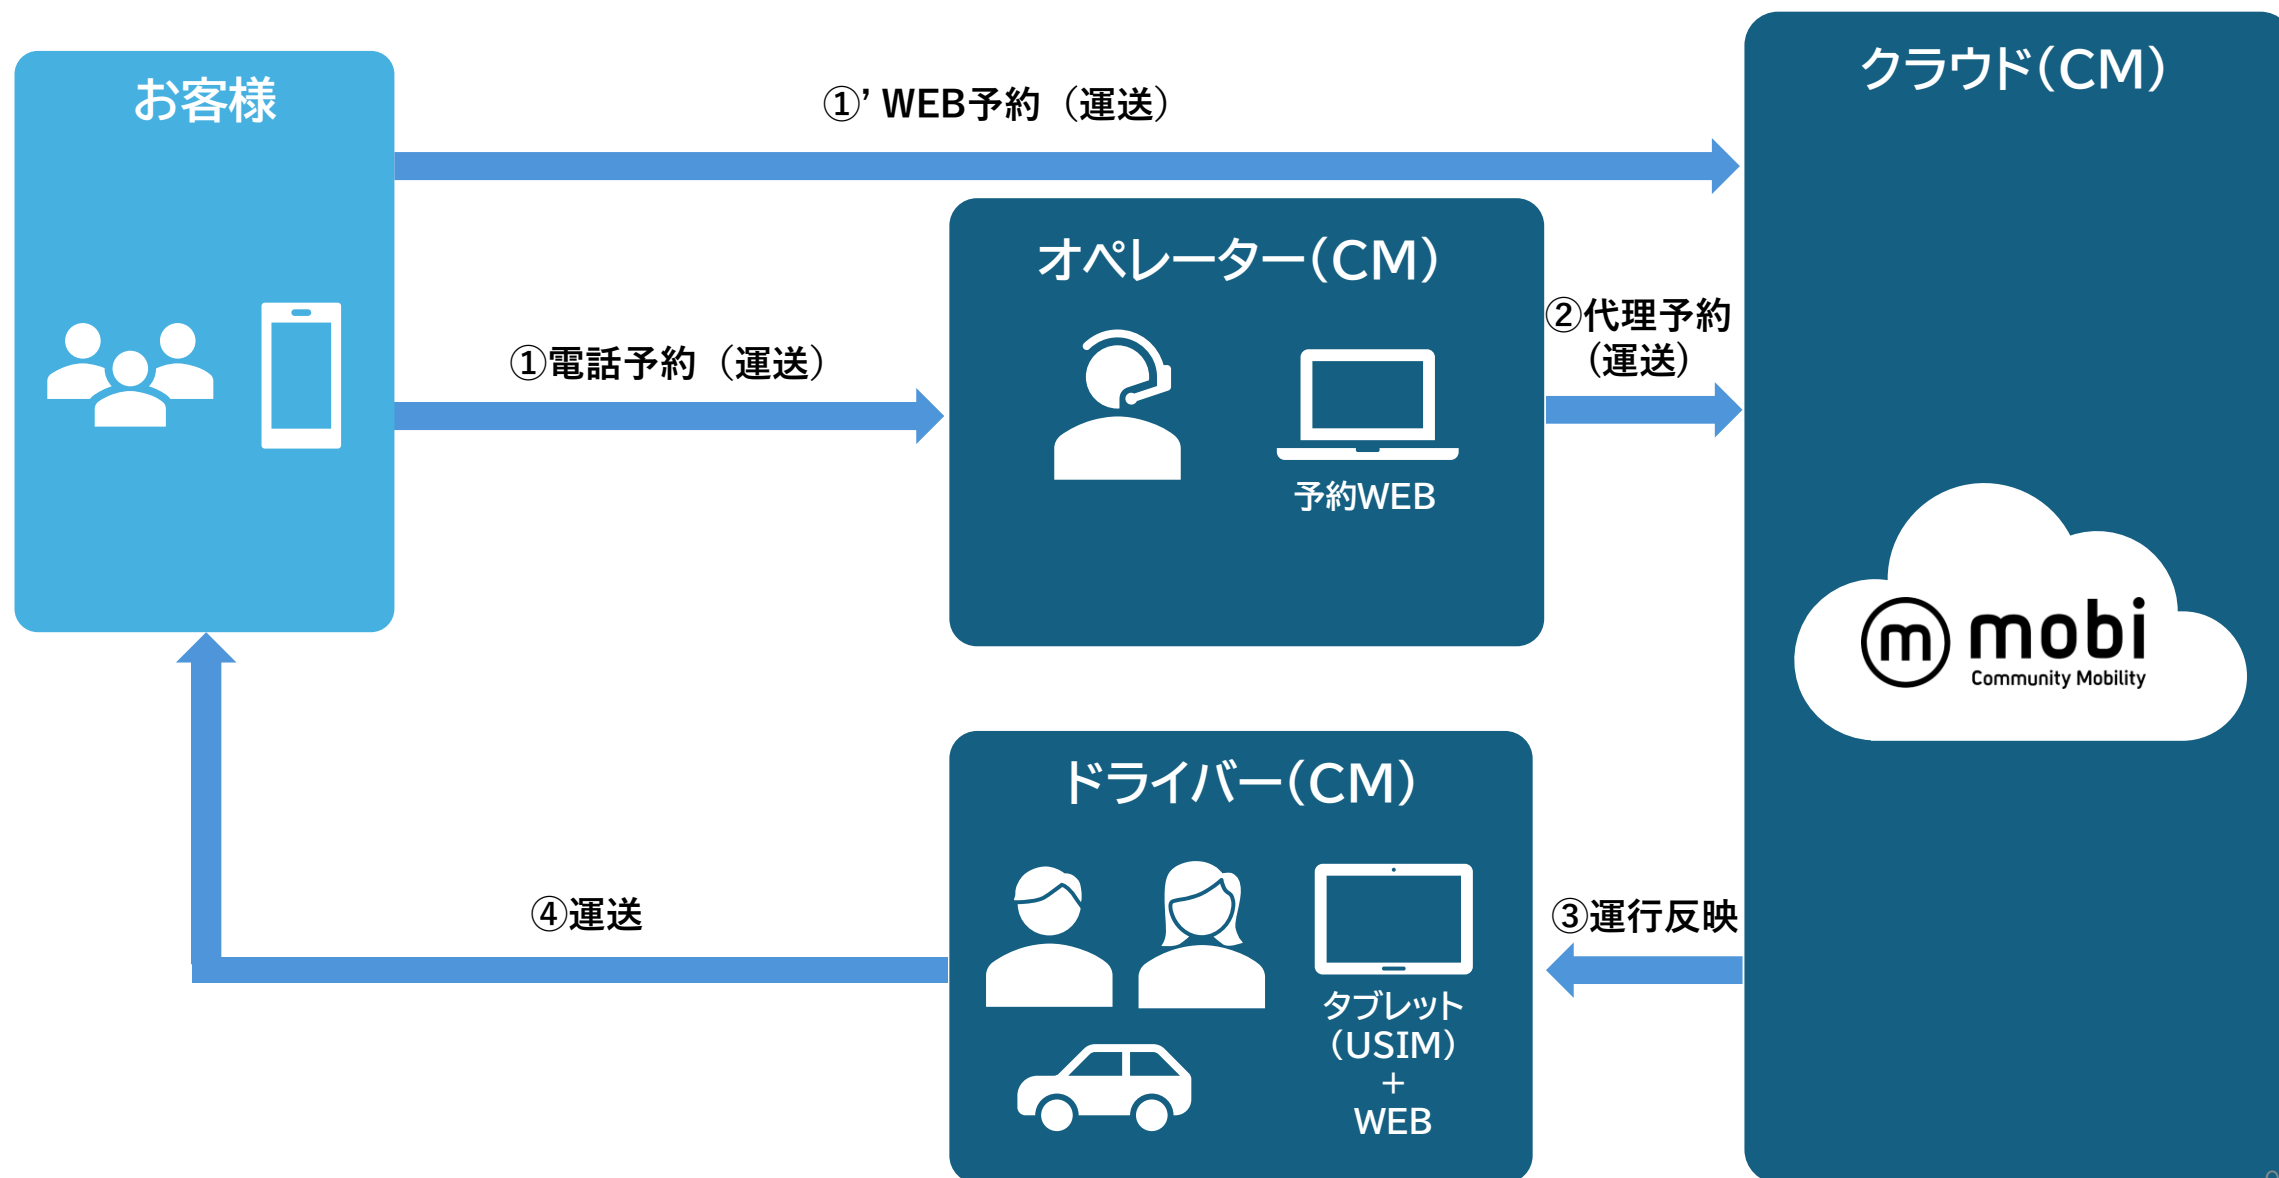 お客様
①’ WEB予約（運送）
クラウド（CM）
オペレーター（CM）
①電話予約（運送）
②代理予約
（運送）
予約WEB
m mobi
Community Mobility
ドライバー（CM）
④運送
③運行反映
タブレット
（USIM）
＋
WEB